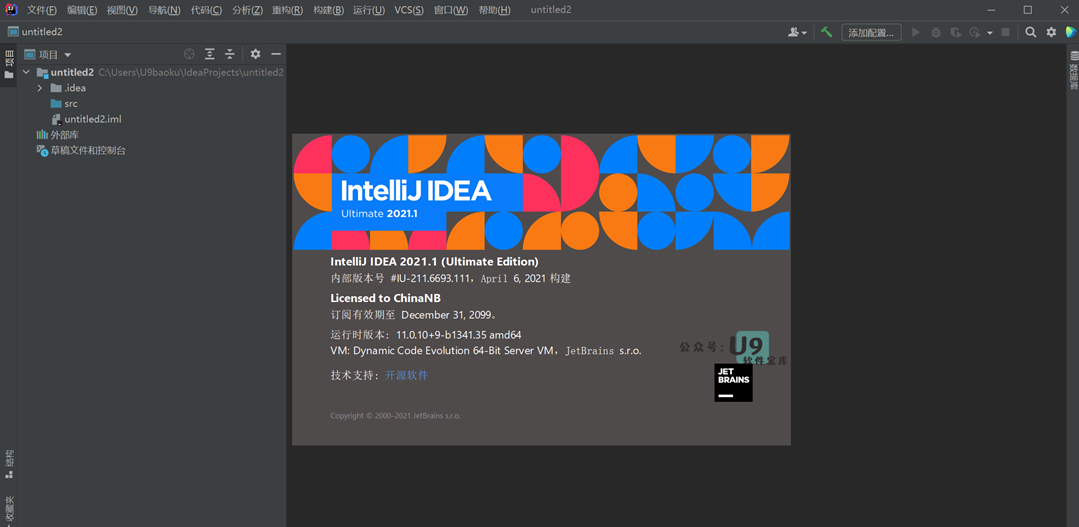 文件(F) 编辑(E) 视图(V) 导航(N) 代码(C) 分析(Z) 重构(R) 构建(B) 运行(U) VCS(S) 窗口(W) 帮助(H) untitled2
untitled2
添加配置...
项目
项目
untitled2 C:\Users\U9baoku\IdeaProjects\untitled2
.idea
src
untitled2.iml
外部库
草稿文件和控制台
数据库
IntelliJ IDEA
Ultimate 2021.1
IntelliJ IDEA 2021.1 (Ultimate Edition)
内部版本号 #IU-211.6693.111，April 6, 2021 构建
Licensed to ChinaNB
订阅有效期至 December 31, 2099。
运行时版本: 11.0.10+9-b1341.35 amd64
VM: Dynamic Code Evolution 64-Bit Server VM，JetBrains s.r.o.
技术支持: 开源软件
公众号: U9
软件宝库
JET
BRAINS
Copyright © 2000–2021 JetBrains s.r.o.
结构
收藏夹